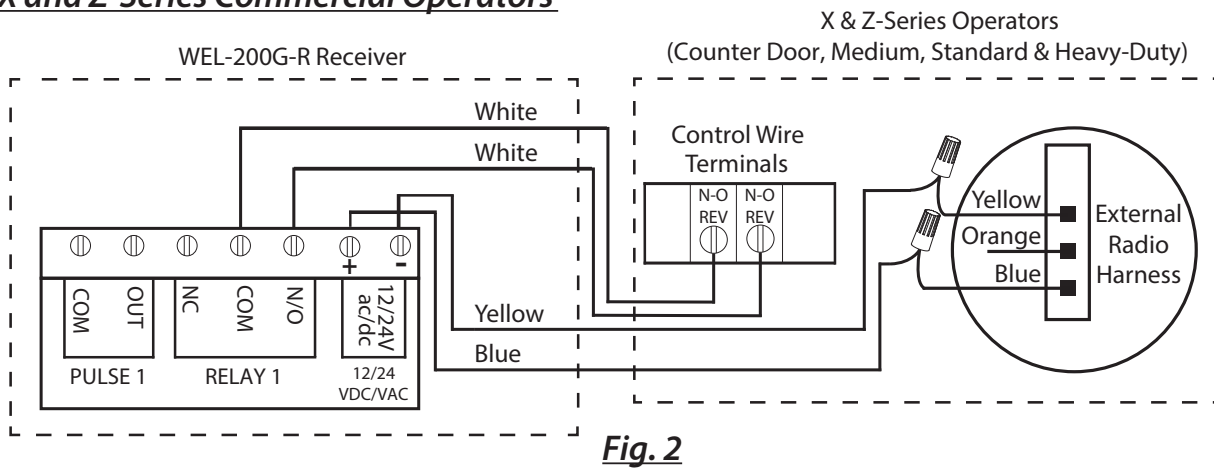 X and Z-Series Commercial Operators
X & Z-Series Operators
(Counter Door, Medium, Standard & Heavy-Duty)
WEL-200G-R Receiver
White
White
Control Wire
Terminals
N-O
REV
N-O
REV
Yellow
Orange
Blue
External
Radio
Harness
+
-
COM
OUT
NC
COM
N/O
12/24V
ac/dc
PULSE 1
RELAY 1
12/24
VDC/VAC
Yellow
Blue
Fig. 2